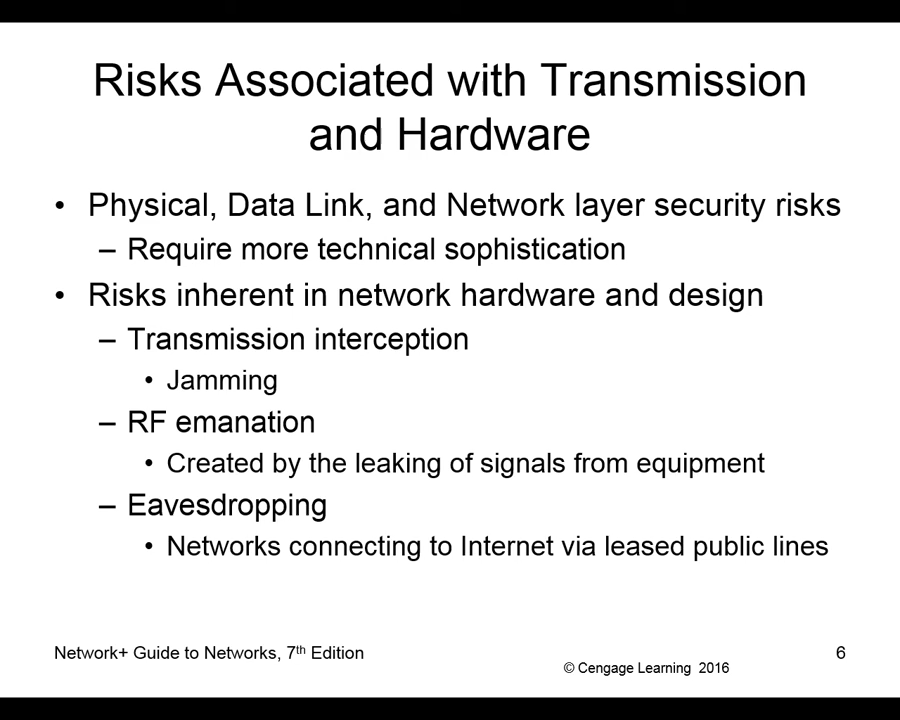 Risks Associated with Transmission
and Hardware
• Physical, Data Link, and Network layer security risks
– Require more technical sophistication
• Risks inherent in network hardware and design
– Transmission interception
• Jamming
– RF emanation
• Created by the leaking of signals from equipment
– Eavesdropping
• Networks connecting to Internet via leased public lines
Network+ Guide to Networks, 7th Edition
© Cengage Learning 2016
6